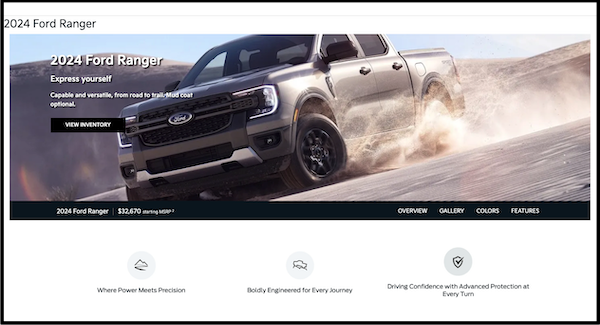 2024 Ford Ranger
2024 Ford Ranger
Express yourself
Capable and versatile, from road to trail. Mud coat
optional.
VIEW INVENTORY
Ford
2024 Ford Ranger | $32,670 starting MSRP 2
OVERVIEW GALLERY COLORS FEATURES
Where Power Meets Precision
Boldly Engineered for Every Journey
Driving Confidence with Advanced Protection at
Every Turn